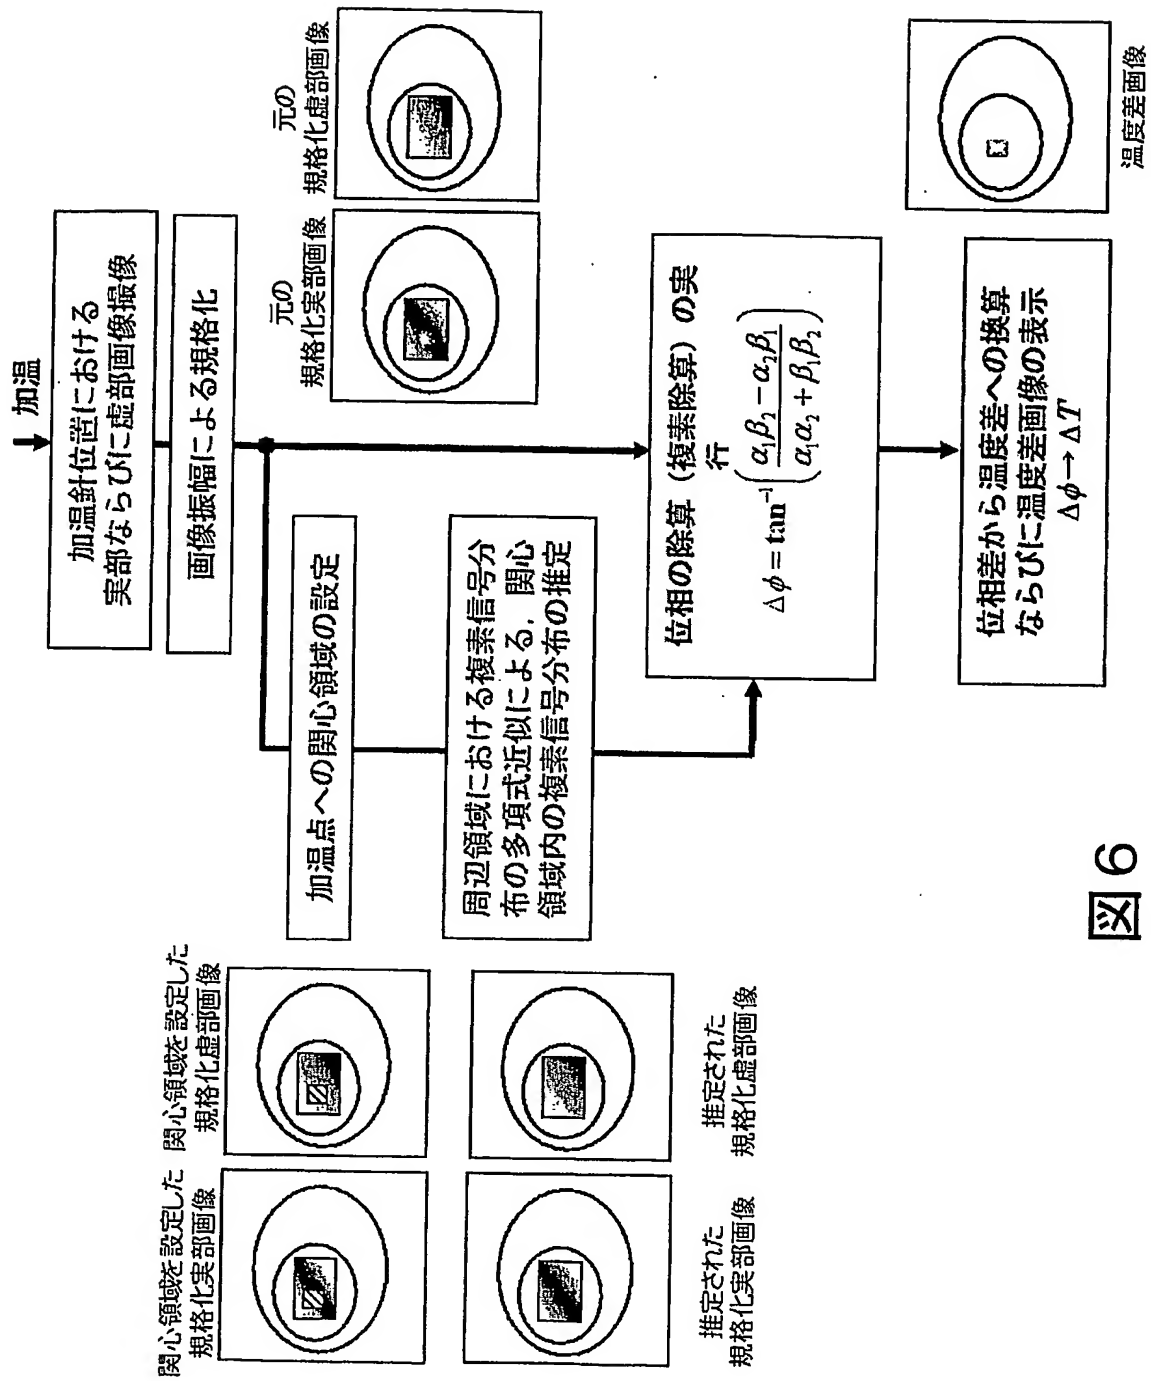 加温
加温針位置における
実部ならびに虚部画像撮像
画像振幅による規格化
元の
規格化実部画像
元の
規格化虚部画像
関心領域を設定した
規格化実部画像
関心領域を設定した
規格化虚部画像
加温点への関心領域の設定
周辺領域における複素信号分
布の多項式近似による，関心
領域内の複素信号分布の推定
推定された
規格化実部画像
推定された
規格化虚部画像
位相の除算（複素除算）の実
行
Δφ = tan⁻¹((α₁β₂ − α₂β₁)/(α₁α₂ + β₁β₂))
位相差から温度差への換算
ならびに温度差画像の表示
Δφ→ΔT
温度差画像
図6